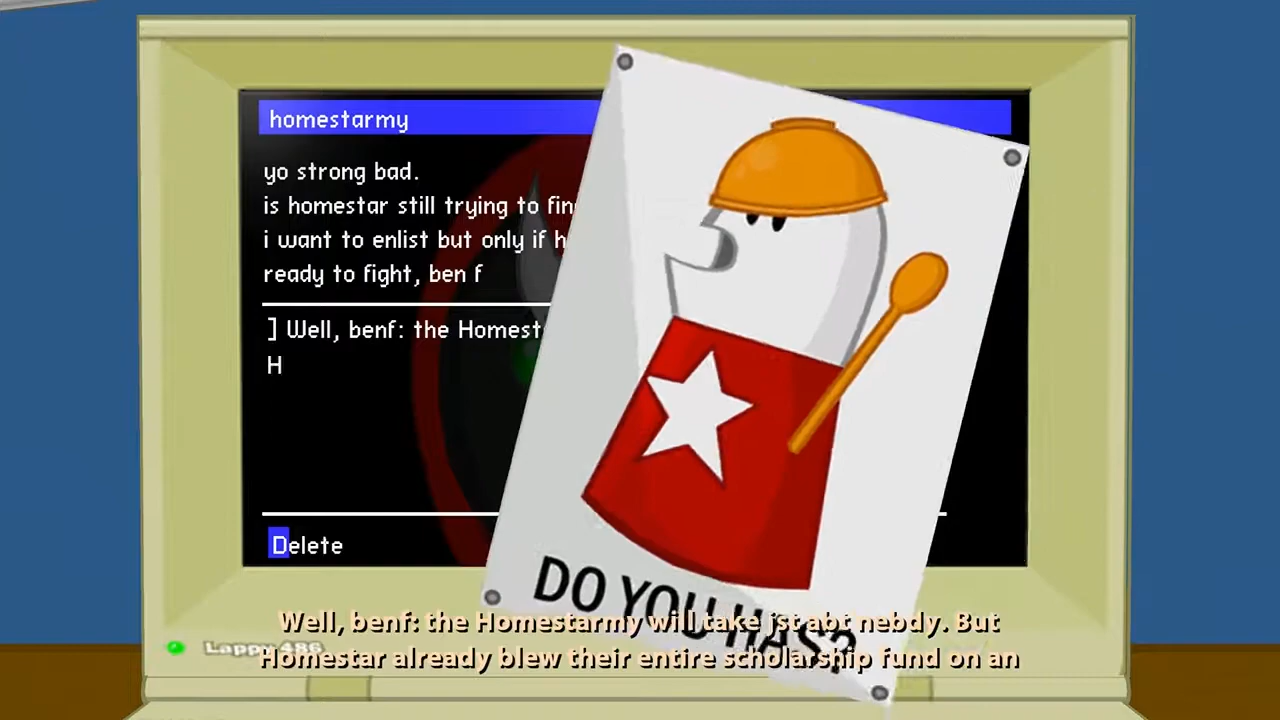 homestarmy
yo strong bad.
is homestar still trying to
i want to enlist but only if
ready to fight, ben f
] Well, benf: the
H
Delete
DO YOU HAS?
Well, benf: the Homestarmy will take jst abt nebdy. But
Homestar already blew their entire scholarship fund on an
Lappy 486